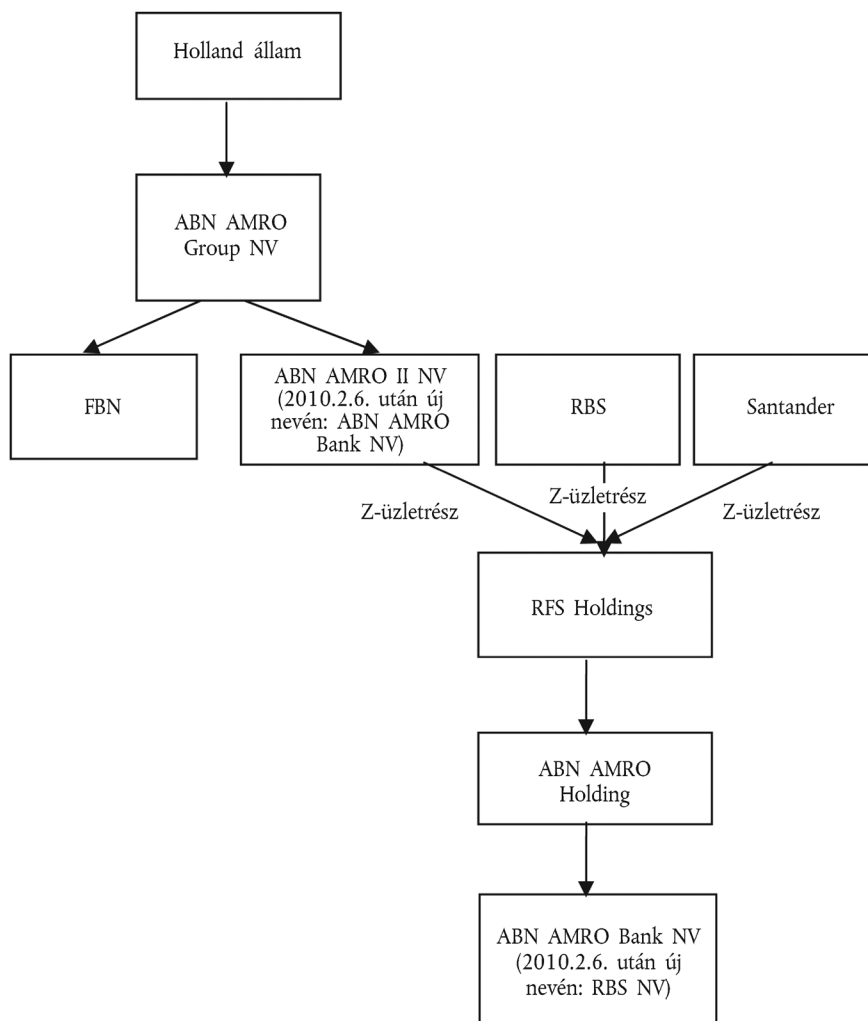 Holland állam
ABN AMRO
Group NV
FBN
ABN AMRO II NV
(2010.2.6. után új
nevén: ABN AMRO
Bank NV)
RBS
Santander
Z-üzletrész
Z-üzletrész
Z-üzletrész
RFS Holdings
ABN AMRO
Holding
ABN AMRO Bank NV
(2010.2.6. után új
nevén: RBS NV)